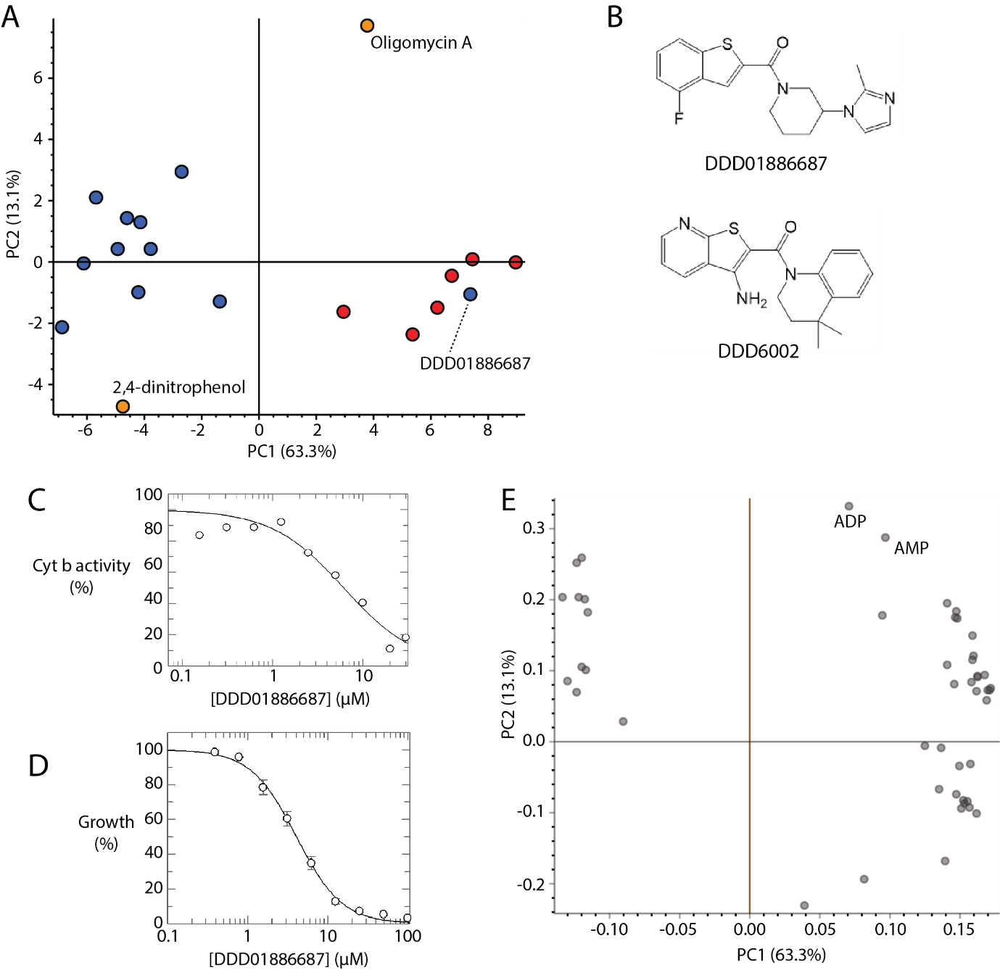 A
Oligomycin A
6
4
2
0
-2
-4
PC2 (13.1%)
DDD01886687
2,4-dinitrophenol
-6 -4 -2 0 2 4 6 8
PC1 (63.3%)
B
S O
N
F
N N
DDD01886687
N S O
N
NH2
DDD6002
C
100
80
60
40
20
0
Cyt b activity
(%)
0.1 1 10
[DDD01886687] (μM)
D
100
80
60
40
20
0
Growth
(%)
0.1 1 10 100
[DDD01886687] (μM)
E
ADP
AMP
0.3
0.2
0.1
0.0
-0.1
-0.2
PC2 (13.1%)
-0.10 -0.05 0.00 0.05 0.10 0.15
PC1 (63.3%)